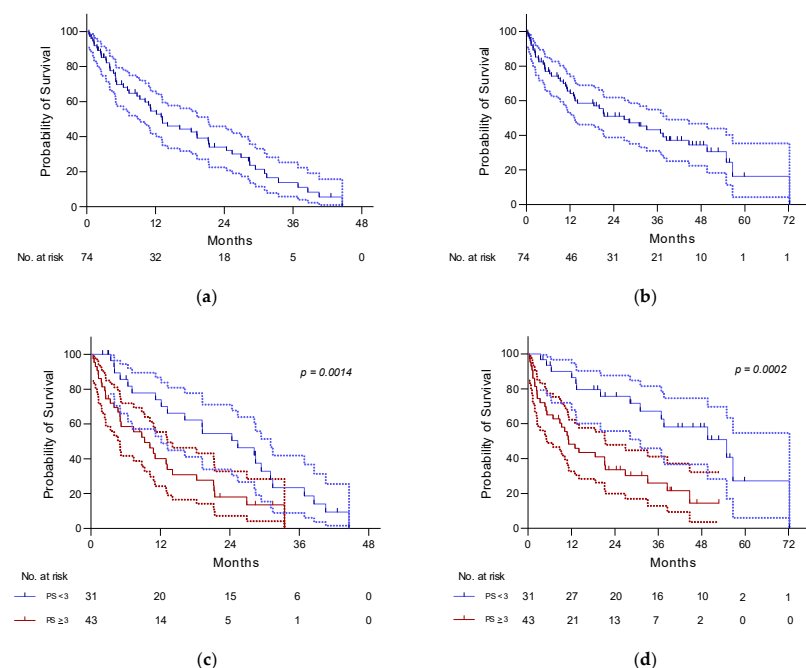 100
80
60
40
20
0
Probability of Survival
0 12 24 36 48
Months
No. at risk
74 32 18 5 0
(a)
100
80
60
40
20
0
Probability of Survival
0 12 24 36 48 60 72
Months
No. at risk
74 46 31 21 10 1 1
(b)
100
80
60
40
20
0
Probability of Survival
p = 0.0014
0 12 24 36 48
Months
No. at risk
PS <3 31 20 15 6 0
PS ≥3 43 14 5 1 0
(c)
100
80
60
40
20
0
Probability of Survival
p = 0.0002
0 12 24 36 48 60 72
Months
No. at risk
PS <3 31 27 20 16 10 2 1
PS ≥3 43 21 13 7 2 0 0
(d)